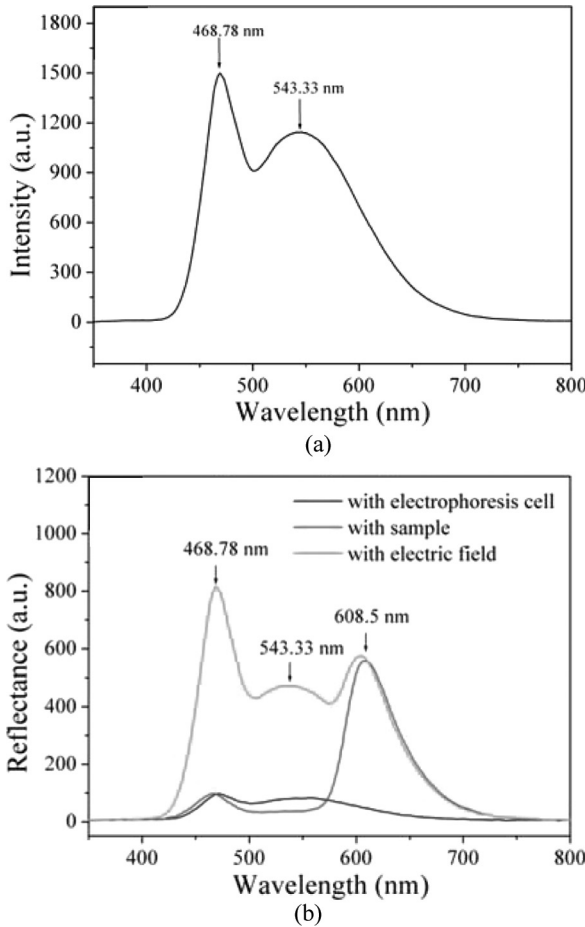 1800
1500
1200
900
600
300
0
Intensity (a.u.)
468.78 nm
543.33 nm
400 500 600 700 800
Wavelength (nm)
(a)
1200
1000
800
600
400
200
0
Reflectance (a.u.)
with electrophoresis cell
with sample
with electric field
468.78 nm
543.33 nm
608.5 nm
400 500 600 700 800
Wavelength (nm)
(b)